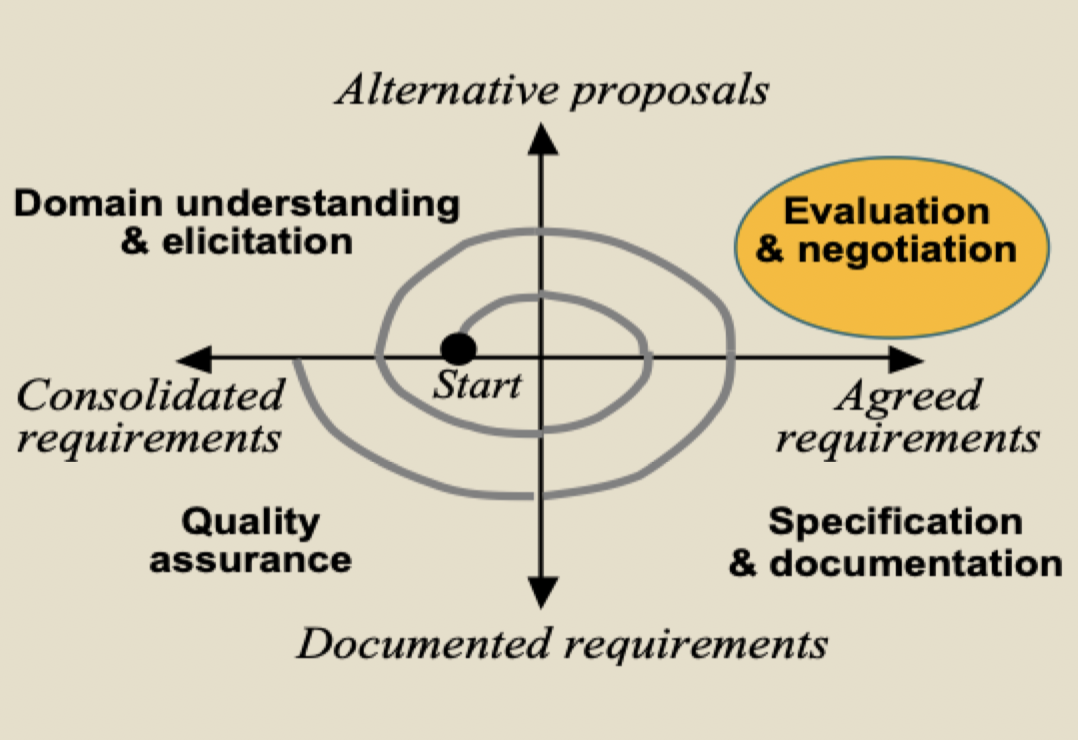 Alternative proposals
Domain understanding
& elicitation
Evaluation
& negotiation
Start
Consolidated
requirements
Agreed
requirements
Quality
assurance
Specification
& documentation
Documented requirements